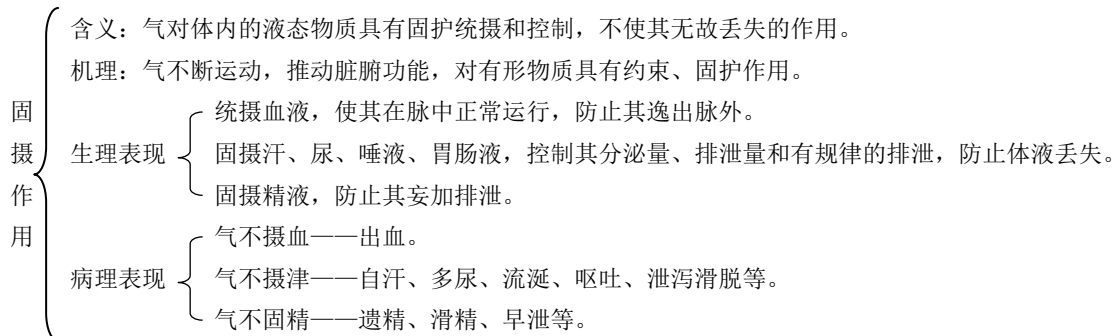 固摄作用
含义：气对体内的液态物质具有固护统摄和控制，不使其无故丢失的作用。
机理：气不断运动，推动脏腑功能，对有形物质具有约束、固护作用。
生理表现
统摄血液，使其在脉中正常运行，防止其逸出脉外。
固摄汗、尿、唾液、胃肠液，控制其分泌量、排泄量和有规律的排泄，防止体液丢失。
固摄精液，防止其妄加排泄。
病理表现
气不摄血——出血。
气不摄津——自汗、多尿、流涎、呕吐、泄泻滑脱等。
气不固精——遗精、滑精、早泄等。